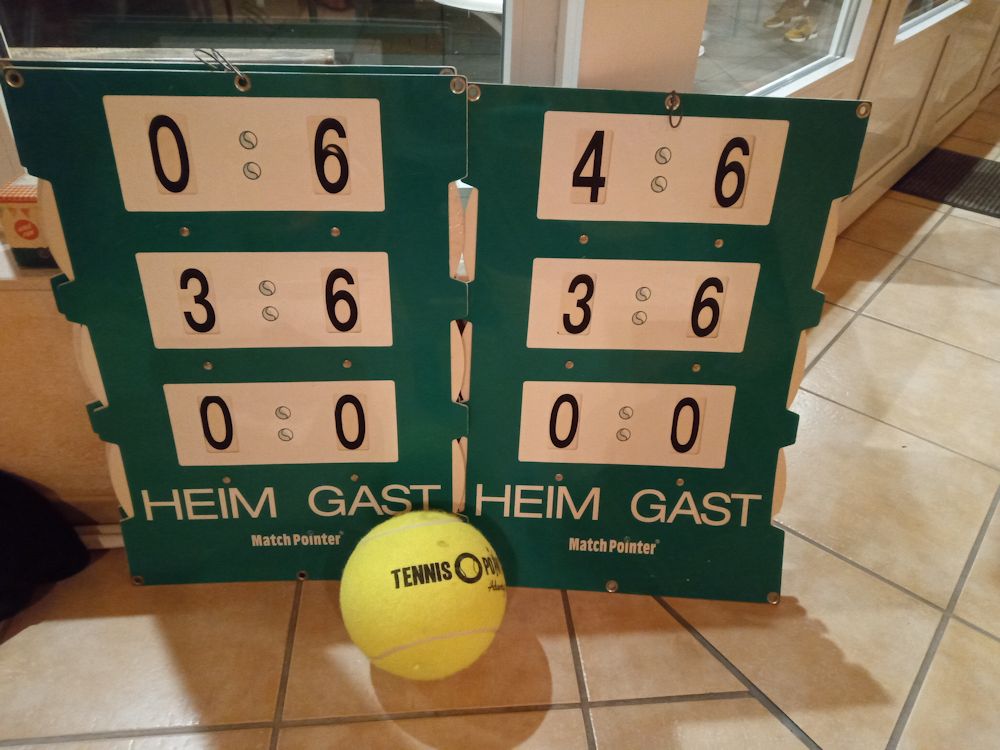 0 : 6
3 : 6
0 : 0
HEIM GAST
Match Pointer
4 : 6
3 : 6
0 : 0
HEIM GAST
Match Pointer
TENNIS